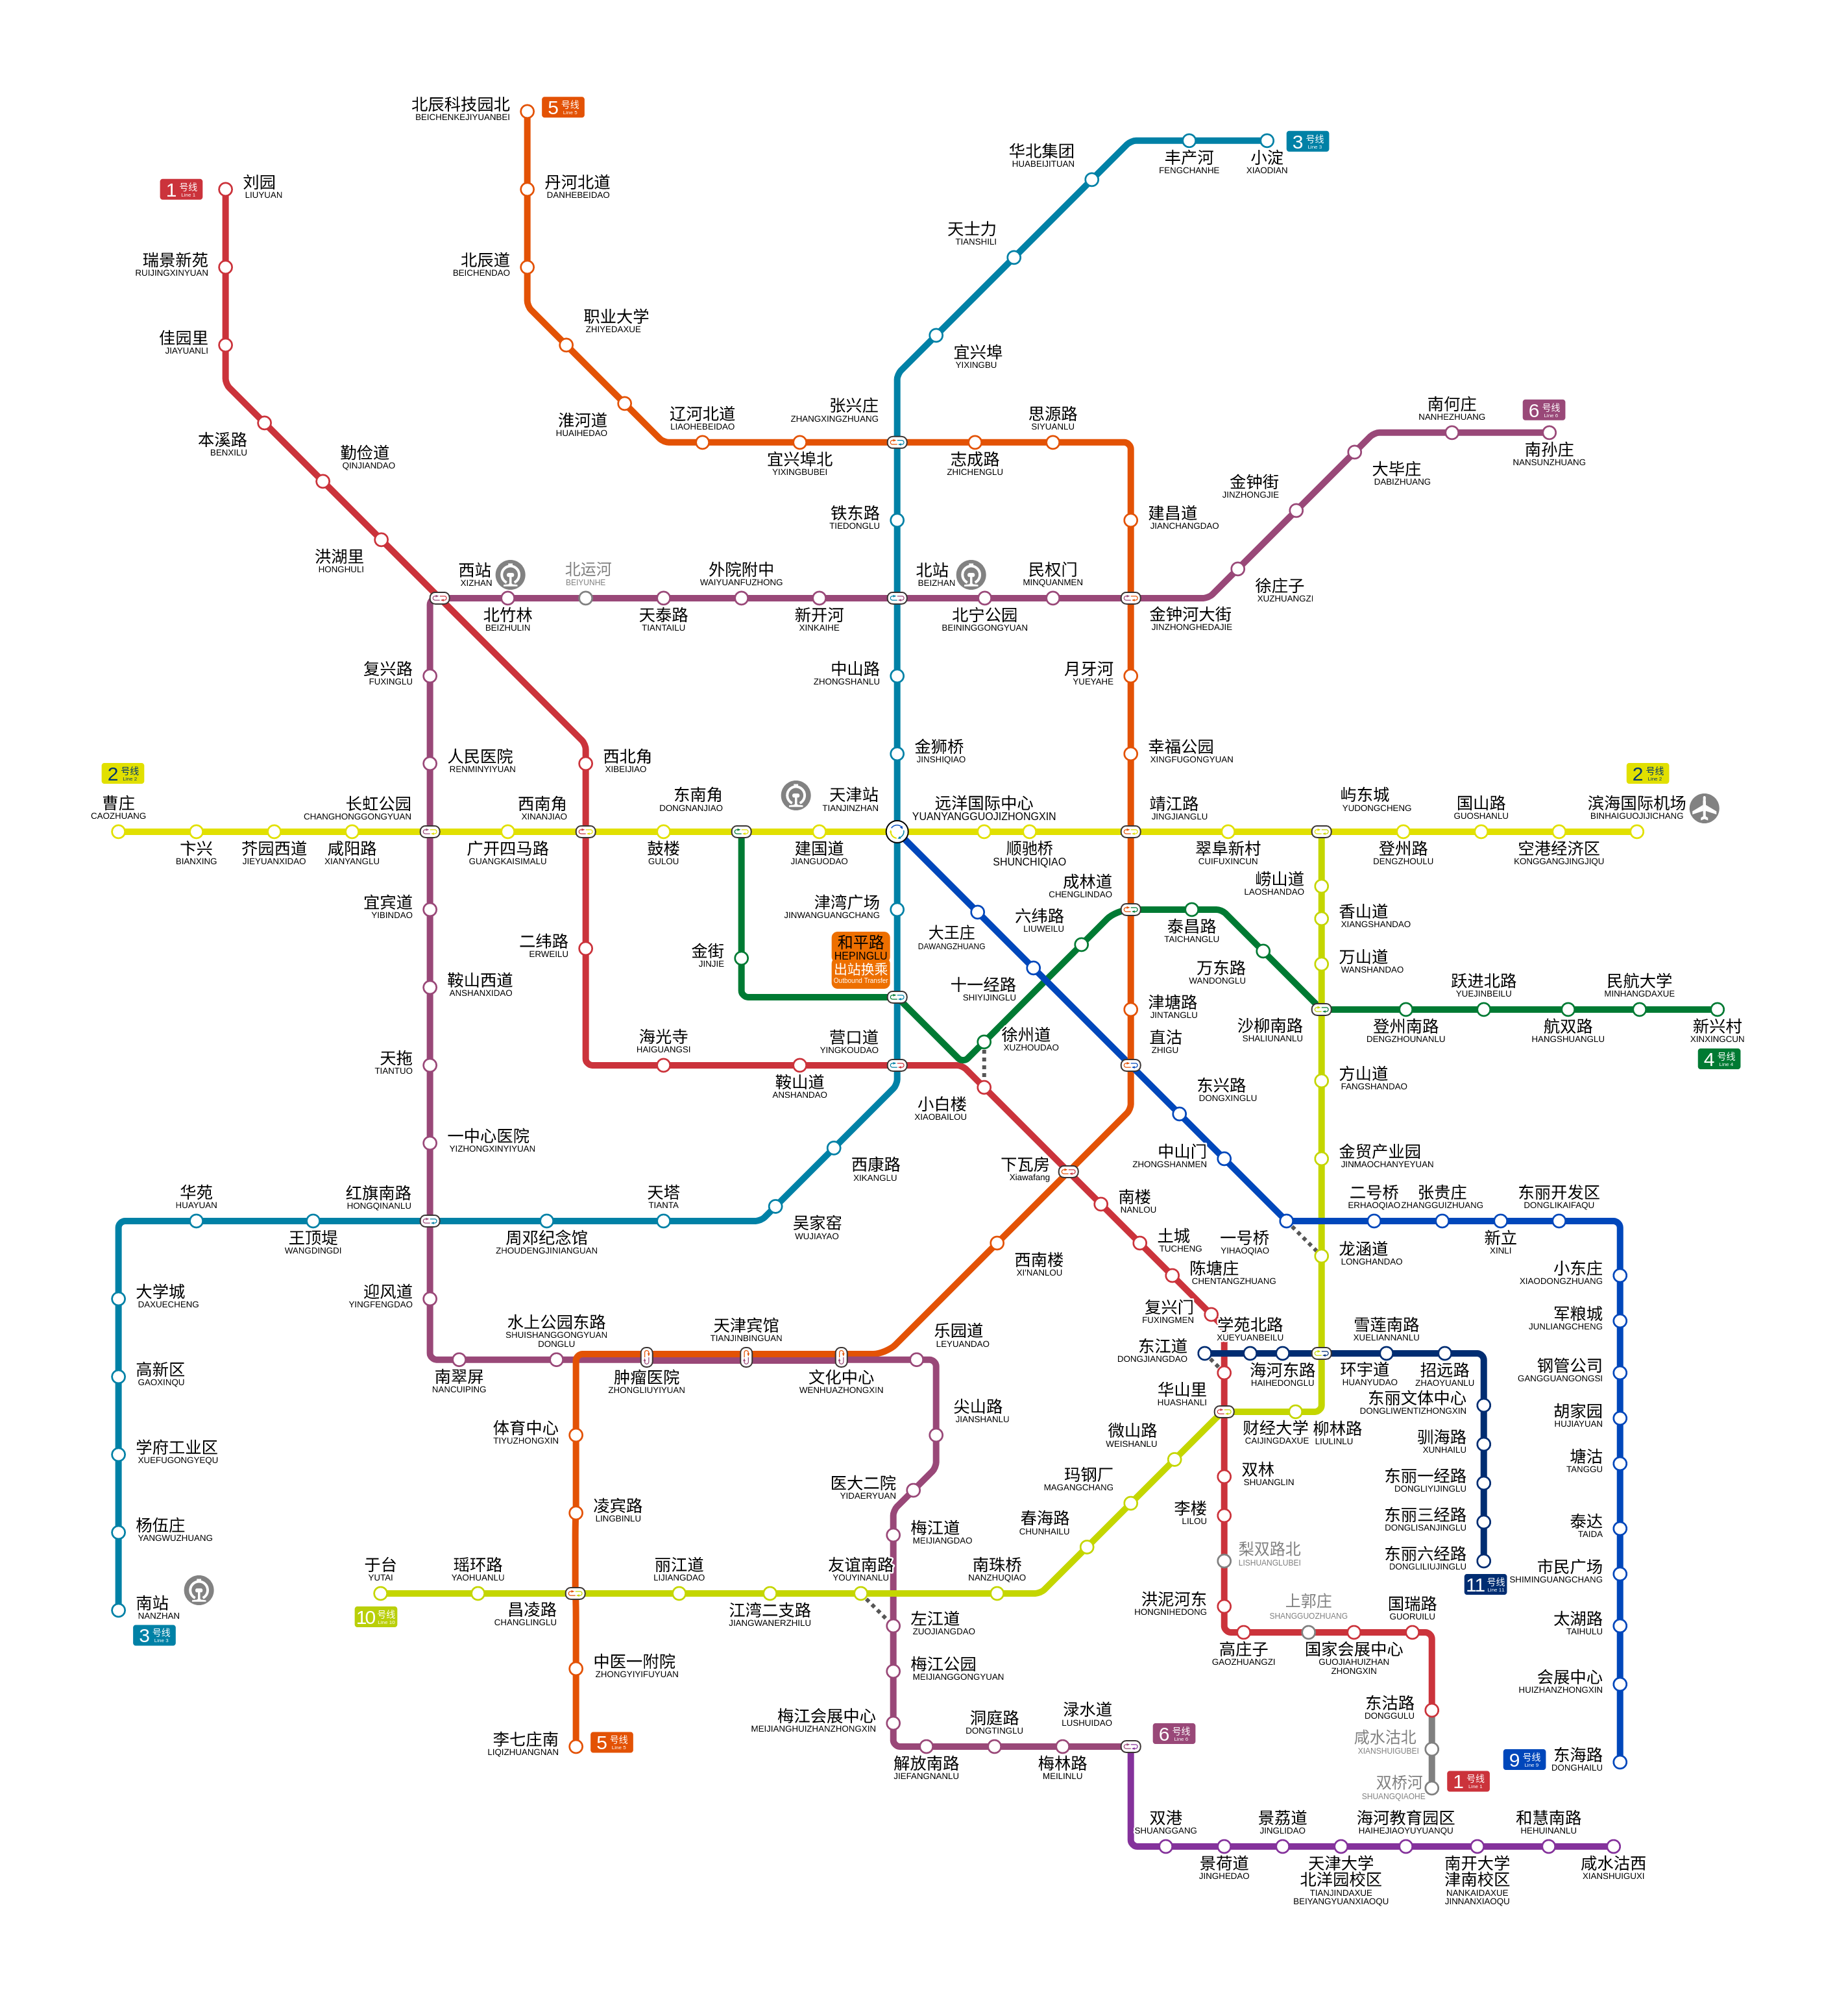 北辰科技园北
BEICHENKEJIYUANBEI
5 号线
Line 5
丹河北道
DANHEBEIDAO
北辰道
BEICHENDAO
职业大学
ZHIYEDAXUE
淮河道
HUAIHEDAO
辽河北道
LIAOHEBEIDAO
宜兴埠北
YIXINGBUBEI
张兴庄
ZHANGXINGZHUANG
志成路
ZHICHENGLU
思源路
SIYUANLU
建昌道
JIANCHANGDAO
华北集团
HUABEIJITUAN
丰产河
FENGCHANHE
小淀
XIAODIAN
3 号线
Line 3
天士力
TIANSHILI
宜兴埠
YIXINGBU
1 号线
Line 1
刘园
LIUYUAN
瑞景新苑
RUIJINGXINYUAN
佳园里
JIAYUANLI
本溪路
BENXILU
勤俭道
QINJIANDAO
洪湖里
HONGHULI
南何庄
NANHEZHUANG
6 号线
Line 6
南孙庄
NANSUNZHUANG
大毕庄
DABIZHUANG
金钟街
JINZHONGJIE
徐庄子
XUZHUANGZI
铁东路
TIEDONGLU
西站
XIZHAN
北竹林
BEIZHULIN
北运河
BEIYUNHE
天泰路
TIANTAILU
外院附中
WAIYUANFUZHONG
新开河
XINKAIHE
北站
BEIZHAN
北宁公园
BEININGGONGYUAN
民权门
MINQUANMEN
金钟河大街
JINZHONGHEDAJIE
复兴路
FUXINGLU
中山路
ZHONGSHANLU
月牙河
YUEYAHE
人民医院
RENMINYIYUAN
西北角
XIBEIJIAO
金狮桥
JINSHIQIAO
幸福公园
XINGFUGONGYUAN
2 号线
Line 2
曹庄
CAOZHUANG
卞兴
BIANXING
芥园西道
JIEYUANXIDAO
咸阳路
XIANYANGLU
长虹公园
CHANGHONGGONGYUAN
广开四马路
GUANGKAISIMALU
西南角
XINANJIAO
鼓楼
GULOU
东南角
DONGNANJIAO
建国道
JIANGUODAO
天津站
TIANJINZHAN
远洋国际中心
YUANYANGGUOJIZHONGXIN
顺驰桥
SHUNCHIQIAO
靖江路
JINGJIANGLU
翠阜新村
CUIFUXINCUN
屿东城
YUDONGCHENG
登州路
DENGZHOULU
国山路
GUOSHANLU
空港经济区
KONGGANGJINGJIQU
滨海国际机场
BINHAIGUOJIJICHANG
2 号线
Line 2
宜宾道
YIBINDAO
二纬路
ERWEILU
金街
JINJIE
津湾广场
JINWANGUANGCHANG
和平路
HEPINGLU
出站换乘
Outbound Transfer
大王庄
DAWANGZHUANG
六纬路
LIUWEILU
成林道
CHENGLINDAO
泰昌路
TAICHANGLU
万东路
WANDONGLU
崂山道
LAOSHANDAO
香山道
XIANGSHANDAO
万山道
WANSHANDAO
鞍山西道
ANSHANXIDAO
十一经路
SHIYIJINGLU
徐州道
XUZHOUDAO
津塘路
JINTANGLU
直沽
ZHIGU
沙柳南路
SHALIUNANLU
登州南路
DENGZHOUNANLU
跃进北路
YUEJINBEILU
航双路
HANGSHUANGLU
民航大学
MINHANGDAXUE
新兴村
XINXINGCUN
4 号线
Line 4
天拖
TIANTUO
海光寺
HAIGUANGSI
鞍山道
ANSHANDAO
营口道
YINGKOUDAO
小白楼
XIAOBAILOU
东兴路
DONGXINGLU
方山道
FANGSHANDAO
一中心医院
YIZHONGXINYIYUAN
西康路
XIKANGLU
下瓦房
Xiawafang
中山门
ZHONGSHANMEN
金贸产业园
JINMAOCHANYEYUAN
华苑
HUAYUAN
王顶堤
WANGDINGDI
红旗南路
HONGQINANLU
周邓纪念馆
ZHOUDENGJINIANGUAN
天塔
TIANTA
吴家窑
WUJIAYAO
南楼
NANLOU
土城
TUCHENG
陈塘庄
CHENTANGZHUANG
复兴门
FUXINGMEN
西南楼
XI'NANLOU
一号桥
YIHAOQIAO
龙涵道
LONGHANDAO
二号桥
ERHAOQIAO
张贵庄
ZHANGGUIZHUANG
新立
XINLI
东丽开发区
DONGLIKAIFAQU
小东庄
XIAODONGZHUANG
军粮城
JUNLIANGCHENG
钢管公司
GANGGUANGONGSI
胡家园
HUJIAYUAN
塘沽
TANGGU
泰达
TAIDA
市民广场
SHIMINGUANGCHANG
太湖路
TAIHULU
会展中心
HUIZHANZHONGXIN
9 号线
Line 9
东海路
DONGHAILU
大学城
DAXUECHENG
高新区
GAOXINQU
学府工业区
XUEFUGONGYEQU
杨伍庄
YANGWUZHUANG
南站
NANZHAN
3 号线
Line 3
迎风道
YINGFENGDAO
南翠屏
NANCUIPING
水上公园东路
SHUISHANGGONGYUAN
DONGLU
肿瘤医院
ZHONGLIUYIYUAN
天津宾馆
TIANJINBINGUAN
文化中心
WENHUAZHONGXIN
乐园道
LEYUANDAO
尖山路
JIANSHANLU
医大二院
YIDAERYUAN
梅江道
MEIJIANGDAO
体育中心
TIYUZHONGXIN
凌宾路
LINGBINLU
于台
YUTAI
10 号线
Line 10
瑶环路
YAOHUANLU
昌凌路
CHANGLINGLU
丽江道
LIJIANGDAO
江湾二支路
JIANGWANERZHILU
友谊南路
YOUYINANLU
南珠桥
NANZHUQIAO
春海路
CHUNHAILU
玛钢厂
MAGANGCHANG
微山路
WEISHANLU
左江道
ZUOJIANGDAO
梅江公园
MEIJIANGGONGYUAN
梅江会展中心
MEIJIANGHUIZHANZHONGXIN
解放南路
JIEFANGNANLU
洞庭路
DONGTINGLU
梅林路
MEILINLU
渌水道
LUSHUIDAO
6 号线
Line 6
中医一附院
ZHONGYIYIFUYUAN
李七庄南
LIQIZHUANGNAN
5 号线
Line 5
东江道
DONGJIANGDAO
学苑北路
XUEYUANBEILU
海河东路
HAIHEDONGLU
雪莲南路
XUELIANNANLU
环宇道
HUANYUDAO
招远路
ZHAOYUANLU
东丽文体中心
DONGLIWENTIZHONGXIN
驯海路
XUNHAILU
东丽一经路
DONGLIYIJINGLU
东丽三经路
DONGLISANJINGLU
东丽六经路
DONGLILIUJINGLU
11 号线
Line 11
华山里
HUASHANLI
财经大学
CAIJINGDAXUE
柳林路
LIULINLU
双林
SHUANGLIN
李楼
LILOU
梨双路北
LISHUANGLUBEI
洪泥河东
HONGNIHEDONG
高庄子
GAOZHUANGZI
上郭庄
SHANGGUOZHUANG
国家会展中心
GUOJIAHUIZHAN
ZHONGXIN
国瑞路
GUORUILU
东沽路
DONGGULU
咸水沽北
XIANSHUIGUBEI
双桥河
SHUANGQIAOHE
1 号线
Line 1
双港
SHUANGGANG
景荷道
JINGHEDAO
景荔道
JINGLIDAO
天津大学
北洋园校区
TIANJINDAXUE
BEIYANGYUANXIAOQU
海河教育园区
HAIHEJIAOYUYUANQU
南开大学
津南校区
NANKAIDAXUE
JINNANXIAOQU
和慧南路
HEHUINANLU
咸水沽西
XIANSHUIGUXI